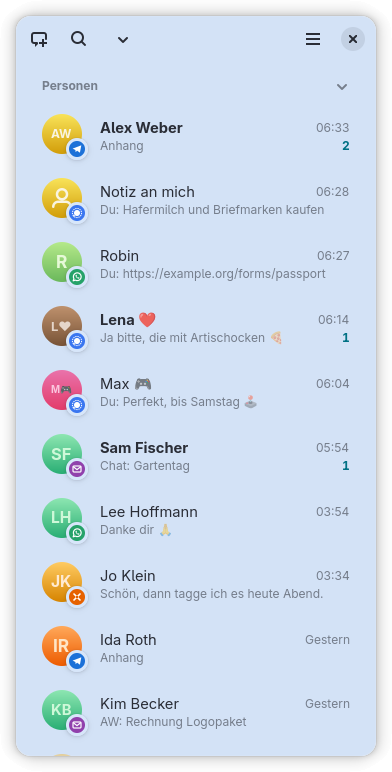 Personen
AW
Alex Weber 06:33
Anhang 2
Notiz an mich 06:28
Du: Hafermilch und Briefmarken kaufen
R
Robin 06:27
Du: https://example.org/forms/passport
L❤
Lena ❤️ 06:14
Ja bitte, die mit Artischocken 🍕 1
M🎮
Max 🎮 06:04
Du: Perfekt, bis Samstag 🕹️
SF
Sam Fischer 05:54
Chat: Gartentag 1
LH
Lee Hoffmann 03:54
Danke dir 🙏
JK
Jo Klein 03:34
Schön, dann tagge ich es heute Abend.
IR
Ida Roth Gestern
Anhang
KB
Kim Becker Gestern
AW: Rechnung Logopaket